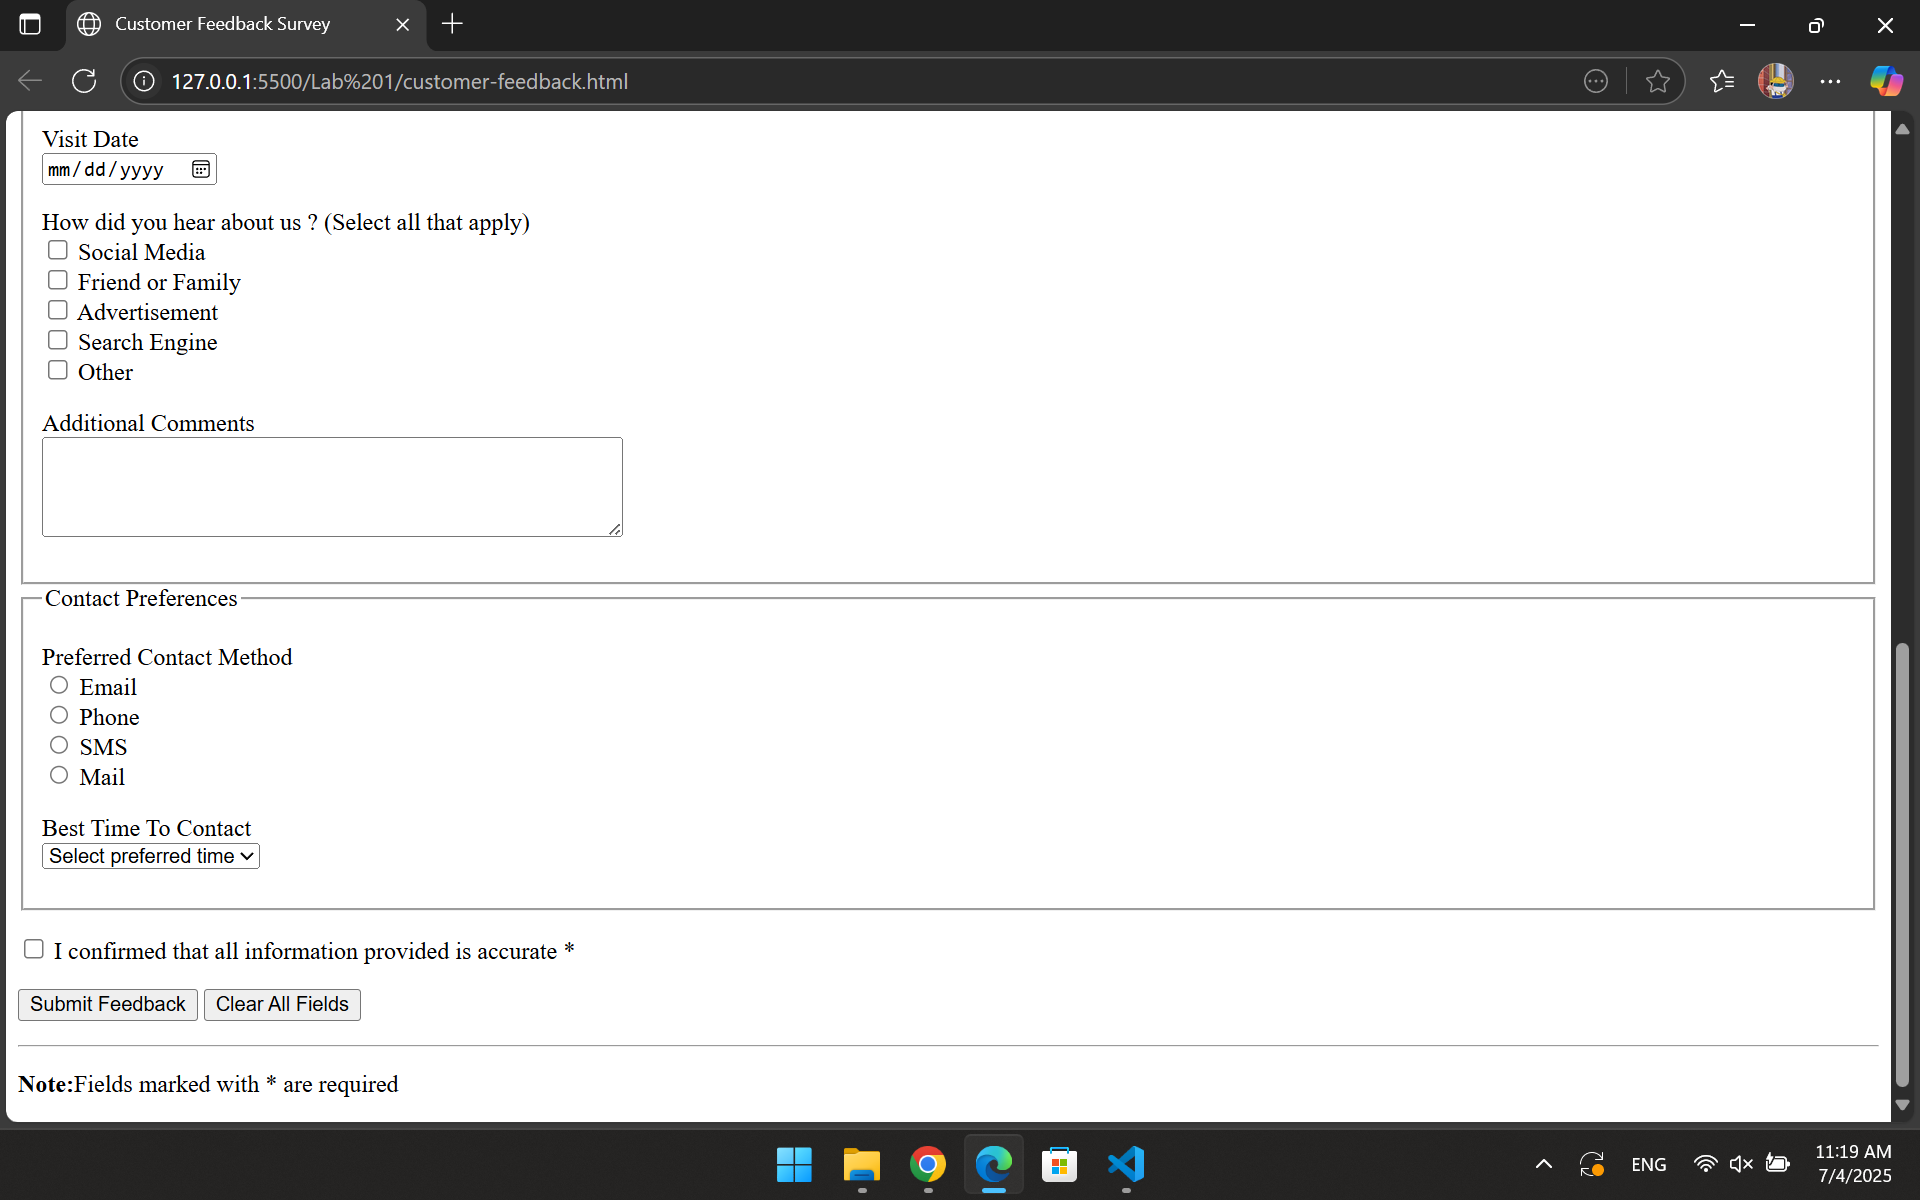 Customer Feedback Survey
127.0.0.1:5500/Lab%201/customer-feedback.html
Visit Date
mm/dd/yyyy
How did you hear about us ? (Select all that apply)
Social Media
Friend or Family
Advertisement
Search Engine
Other
Additional Comments
Contact Preferences
Preferred Contact Method
Email
Phone
SMS
Mail
Best Time To Contact
Select preferred time
I confirmed that all information provided is accurate *
Submit Feedback Clear All Fields
Note:Fields marked with * are required
ENG
11:19 AM
7/4/2025